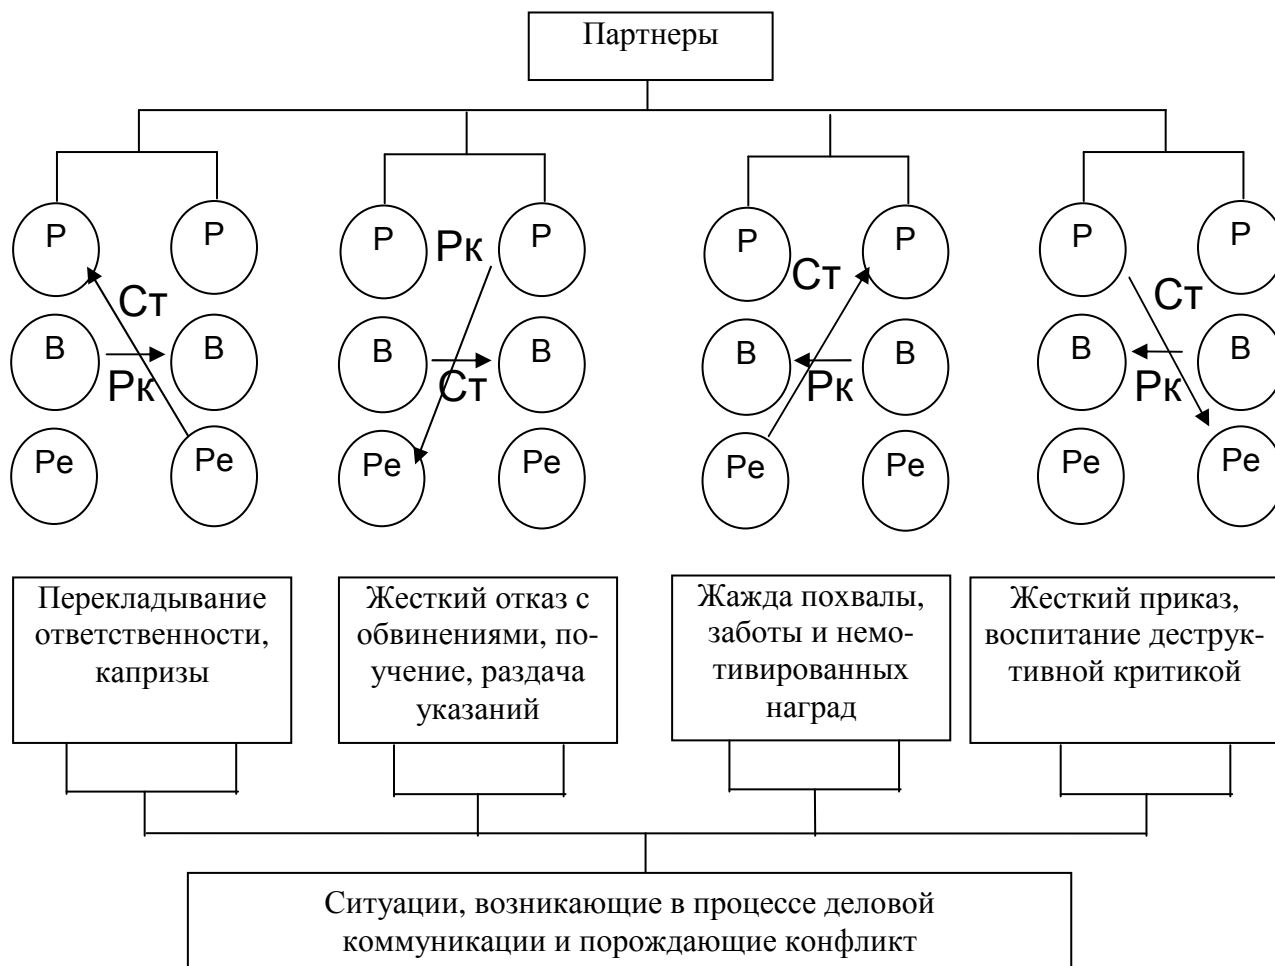 Партнеры
Р Р Р Р Р Р Р Р
Рк
Ст Ст Ст
В В В В В В В В
Рк Ст Рк Рк
Ре Ре Ре Ре Ре Ре Ре Ре
Перекладывание
ответственности,
капризы
Жесткий отказ с
обвинениями, по-
учение, раздача
указаний
Жажда похвалы,
заботы и немо-
тивированных
наград
Жесткий приказ,
воспитание деструк-
тивной критикой
Ситуации, возникающие в процессе деловой
коммуникации и порождающие конфликт